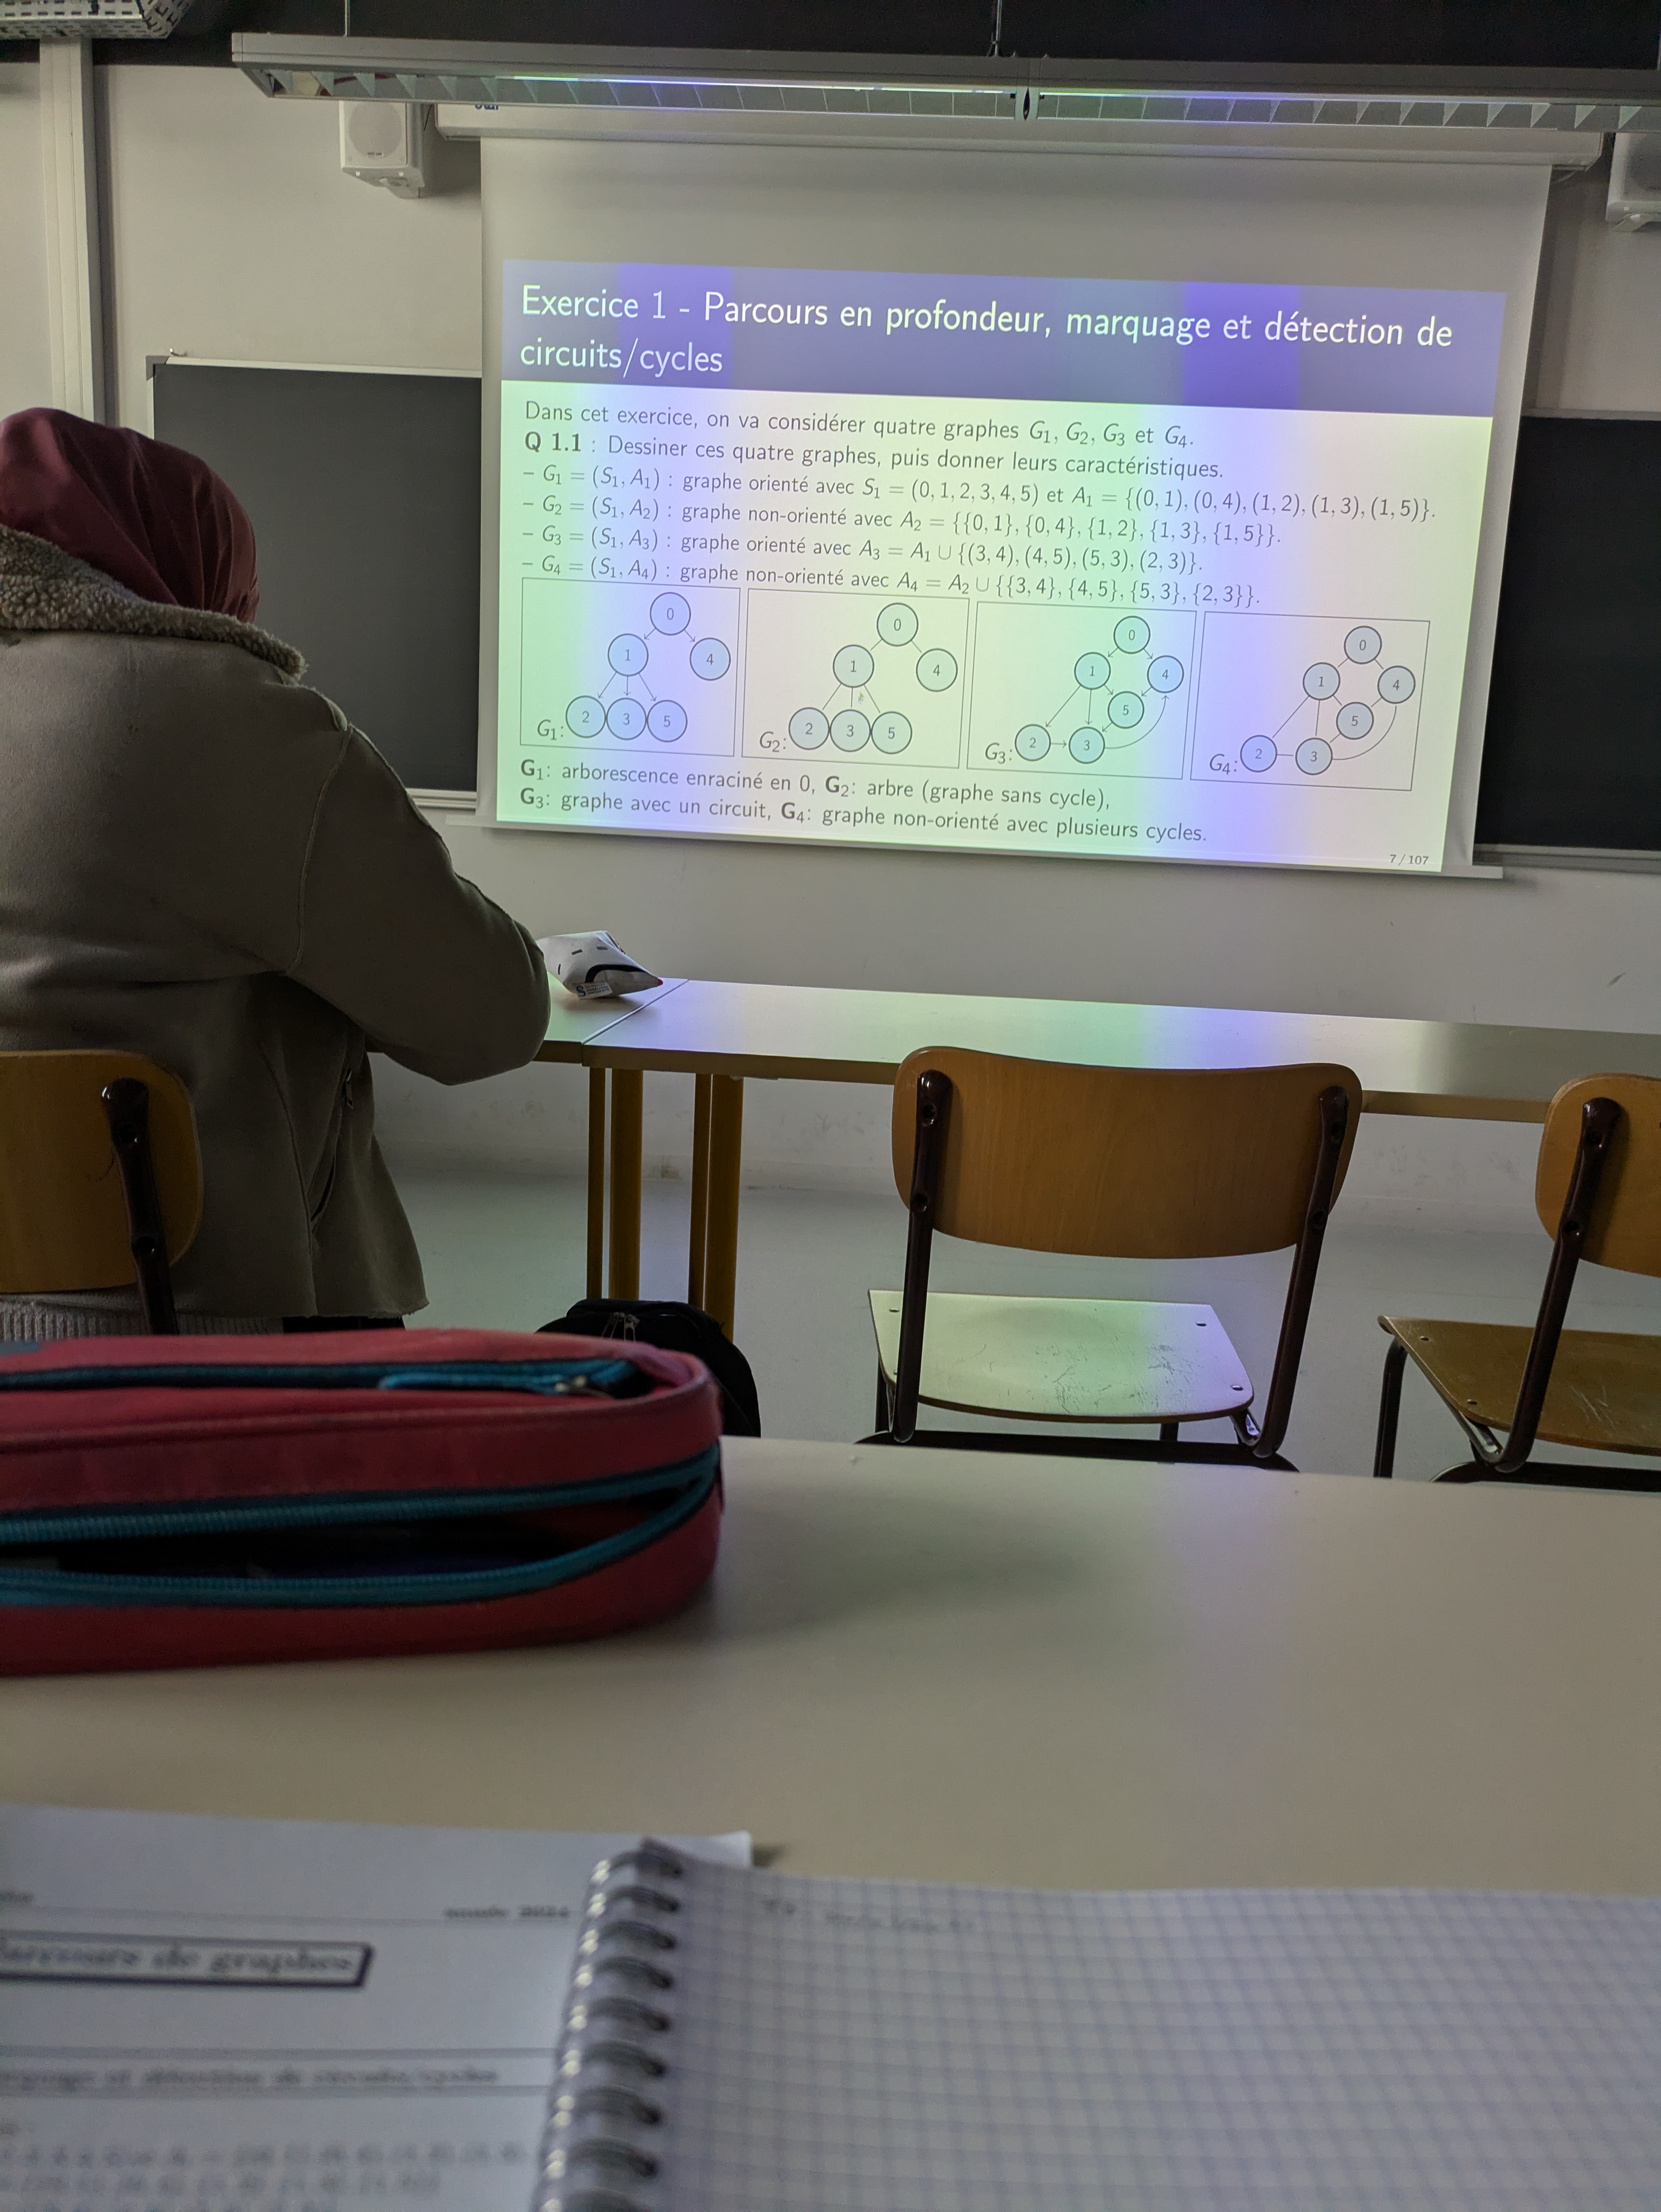 Exercice 1 - Parcours en profondeur, marquage et détection de
circuits/cycles
Dans cet exercice, on va considérer quatre graphes G₁, G₂, G₃ et G₄.
Q 1.1 : Dessiner ces quatre graphes, puis donner leurs caractéristiques.
– G₁ = (S₁, A₁) : graphe orienté avec S₁ = (0, 1, 2, 3, 4, 5) et A₁ = {(0, 1), (0, 4), (1, 2), (1, 3), (1, 5)}.
– G₂ = (S₁, A₂) : graphe non-orienté avec A₂ = {{0, 1}, {0, 4}, {1, 2}, {1, 3}, {1, 5}}.
– G₃ = (S₁, A₃) : graphe orienté avec A₃ = A₁ ∪ {(3, 4), (4, 5), (5, 3), (2, 3)}.
– G₄ = (S₁, A₄) : graphe non-orienté avec A₄ = A₂ ∪ {{3, 4}, {4, 5}, {5, 3}, {2, 3}}.
0
1 4
2 3 5
G₁:
0
1 4
2 3 5
G₂:
0
1 4
5
2 3
G₃:
0
1 4
5
2 3
G₄:
G₁: arborescence enraciné en 0, G₂: arbre (graphe sans cycle),
G₃: graphe avec un circuit, G₄: graphe non-orienté avec plusieurs cycles.
7 / 107
de graphes